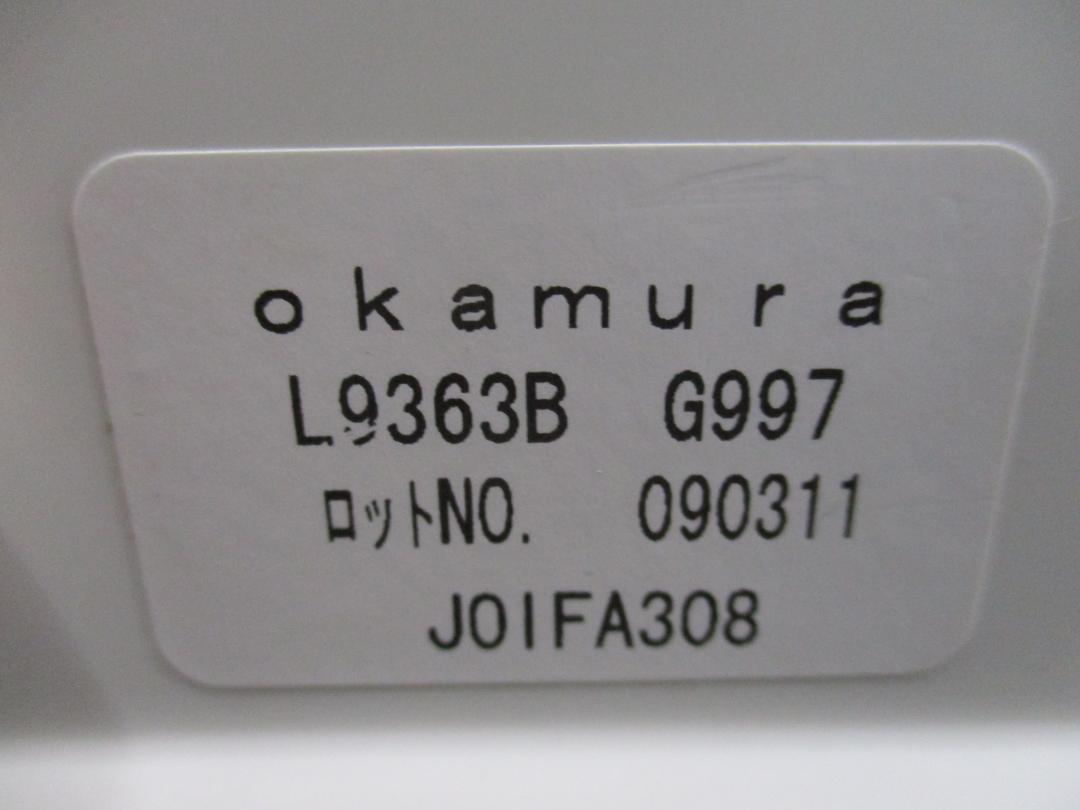 okamura
L9363B G997
ロットNO. 090311
J01FA308